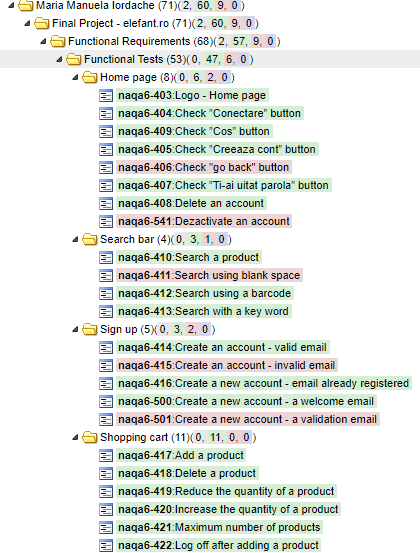 Maria Manuela Iordache (71)(2, 60, 9, 0)
Final Project - elefant.ro (71)(2, 60, 9, 0)
Functional Requirements (68)(2, 57, 9, 0)
Functional Tests (53)(0, 47, 6, 0)
Home page (8)(0, 6, 2, 0)
naqa6-403:Logo - Home page
naqa6-404:Check "Conectare" button
naqa6-409:Check "Cos" button
naqa6-405:Check "Creeaza cont" button
naqa6-406:Check "go back" button
naqa6-407:Check "Ti-ai uitat parola" button
naqa6-408:Delete an account
naqa6-541:Dezactivate an account
Search bar (4)(0, 3, 1, 0)
naqa6-410:Search a product
naqa6-411:Search using blank space
naqa6-412:Search using a barcode
naqa6-413:Search with a key word
Sign up (5)(0, 3, 2, 0)
naqa6-414:Create an account - valid email
naqa6-415:Create an account - invalid email
naqa6-416:Create a new account - email already registered
naqa6-500:Create a new account - a welcome email
naqa6-501:Create a new account - a validation email
Shopping cart (11)(0, 11, 0, 0)
naqa6-417:Add a product
naqa6-418:Delete a product
naqa6-419:Reduce the quantity of a product
naqa6-420:Increase the quantity of a product
naqa6-421:Maximum number of products
naqa6-422:Log off after adding a product